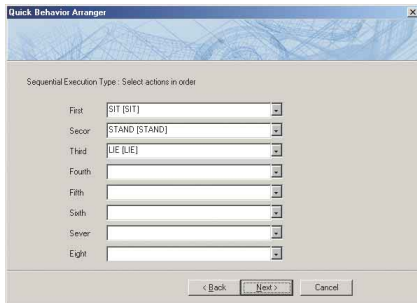 Quick Behavior Arranger
Sequential Execution Type : Select actions in order
First SIT [SIT]
Secor STAND [STAND]
Third LIE [LIE]
Fourth
Fifth
Sixth
Sever
Eight
< Back Next > Cancel